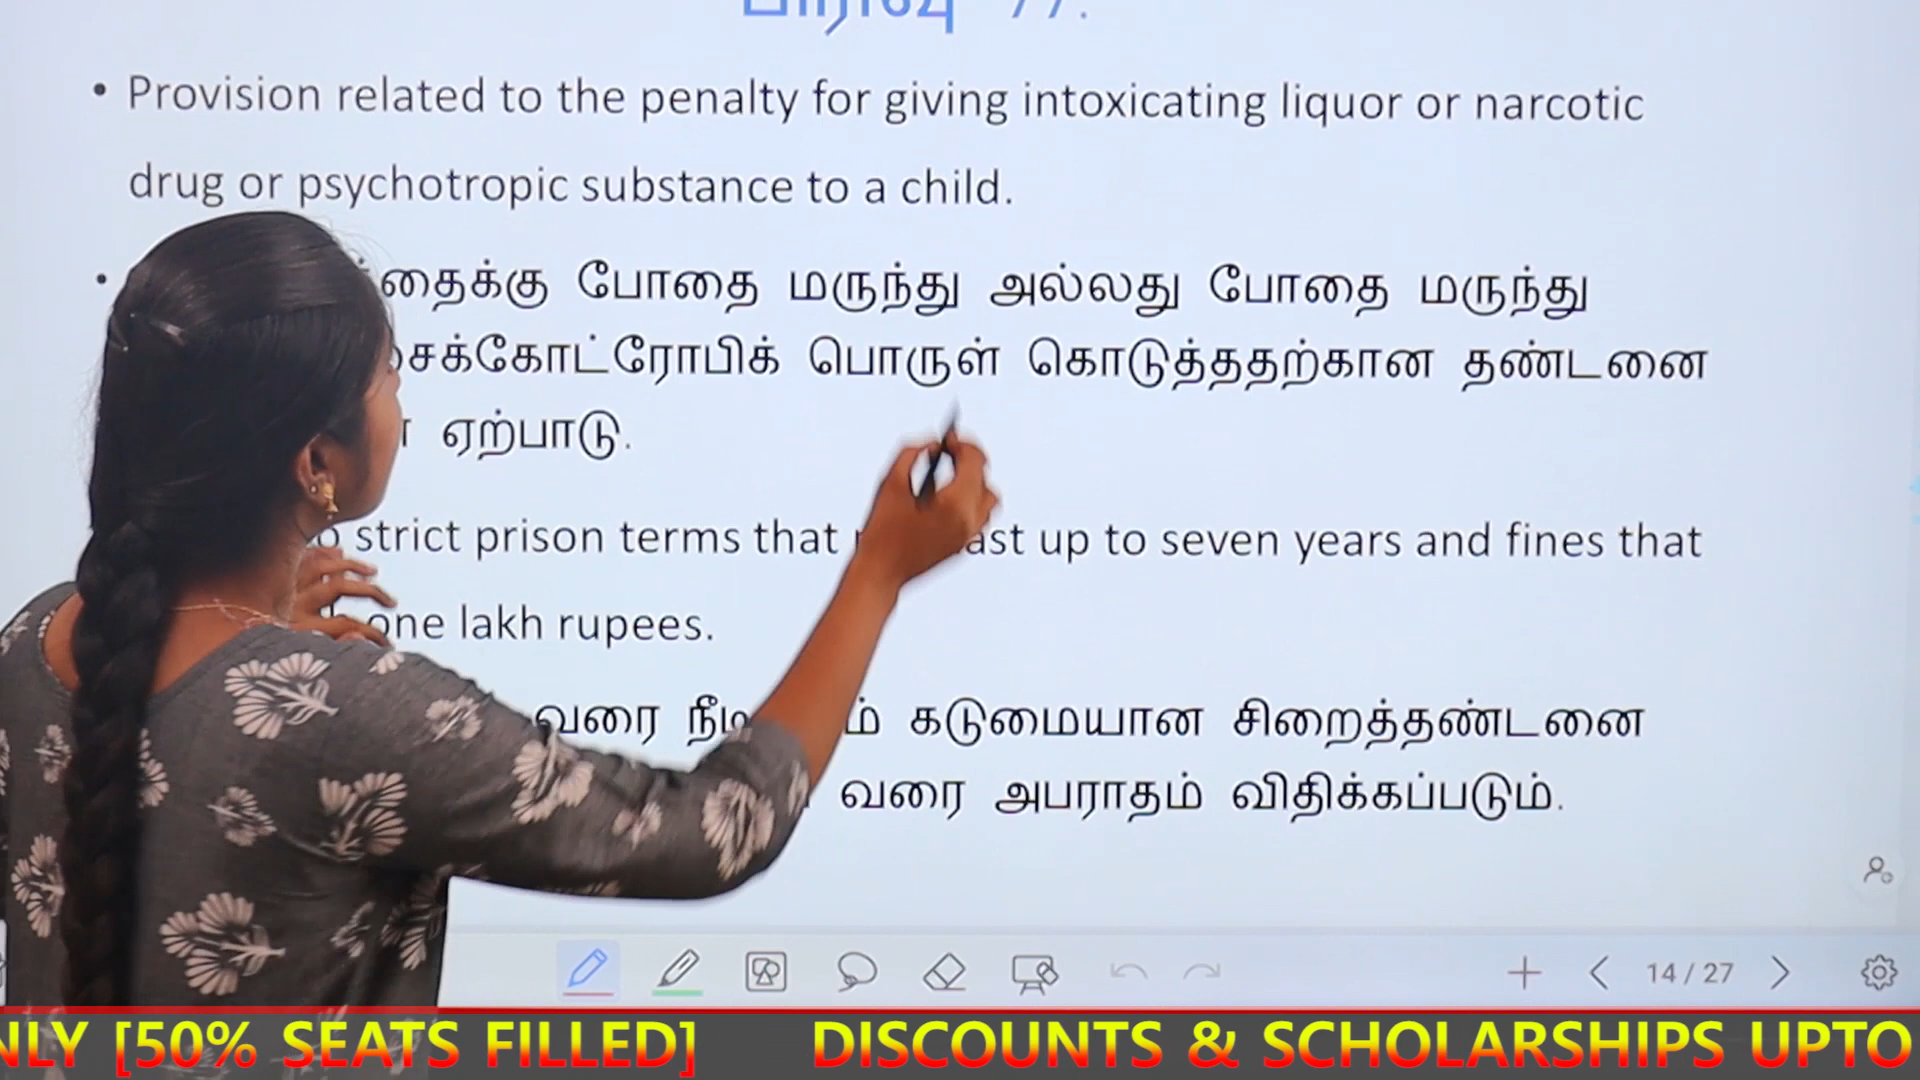 பிரிவு 77.
• Provision related to the penalty for giving intoxicating liquor or narcotic
drug or psychotropic substance to a child.
• போதை மருந்து அல்லது போதை மருந்து
பொருள் கொடுத்ததற்கான தண்டனை
ஏற்பாடு.
strict prison terms that up to seven years and fines that
one lakh rupees.
வரை கடுமையான சிறைத்தண்டனை
வரை அபராதம் விதிக்கப்படும்.
14 / 27
[50% SEATS FILLED] DISCOUNTS & SCHOLARSHIPS UPTO